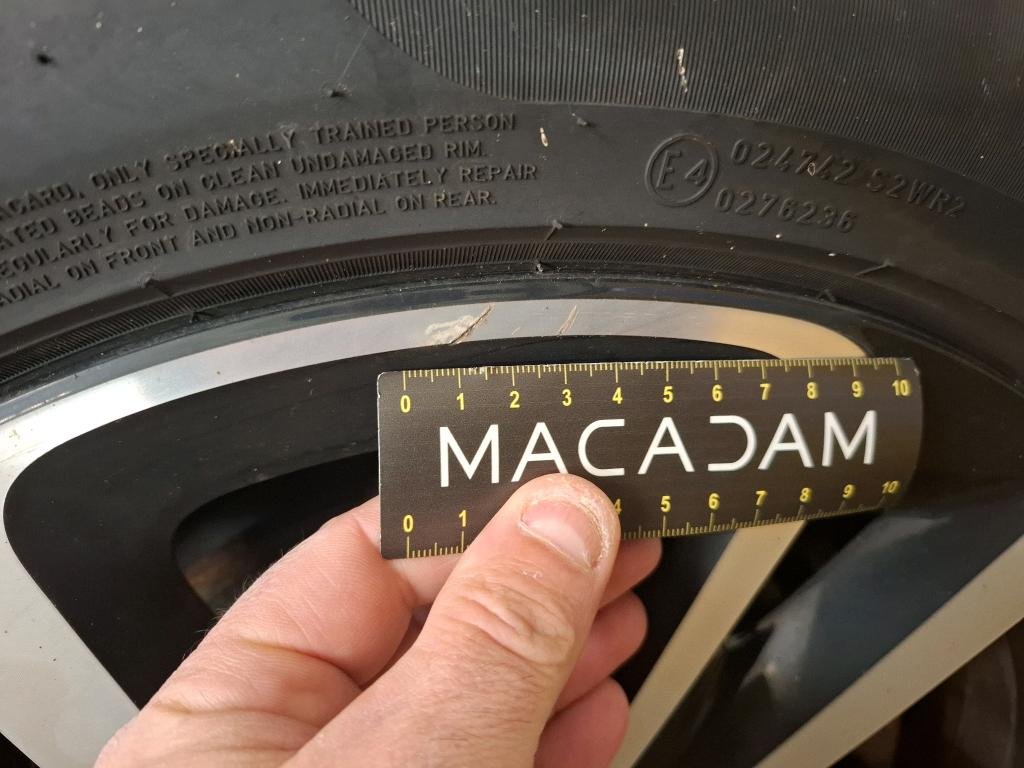 ACARD, ONLY SPECIALLY TRAINED PERSON
ATED BEADS ON CLEAN UNDAMAGED RIM.
EGULARLY FOR DAMAGE. IMMEDIATELY REPAIR
ADIAL ON FRONT AND NON-RADIAL ON REAR.
E4 024742 S2WR2
0276236
0 1 2 3 4 5 6 7 8 9 10
MACADAM
0 1 4 5 6 7 8 9 10